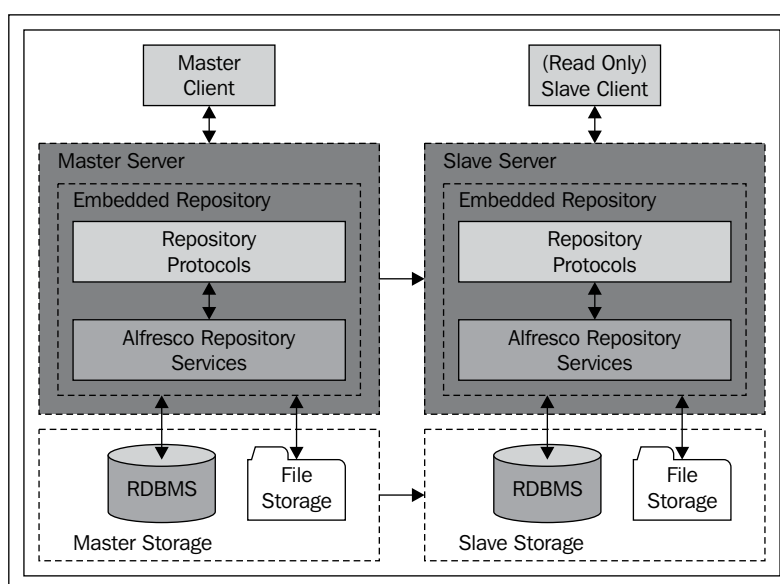 Master
Client
(Read Only)
Slave Client
Master Server
Embedded Repository
Repository
Protocols
Alfresco Repository
Services
Slave Server
Embedded Repository
Repository
Protocols
Alfresco Repository
Services
RDBMS
File
Storage
Master Storage
RDBMS
File
Storage
Slave Storage